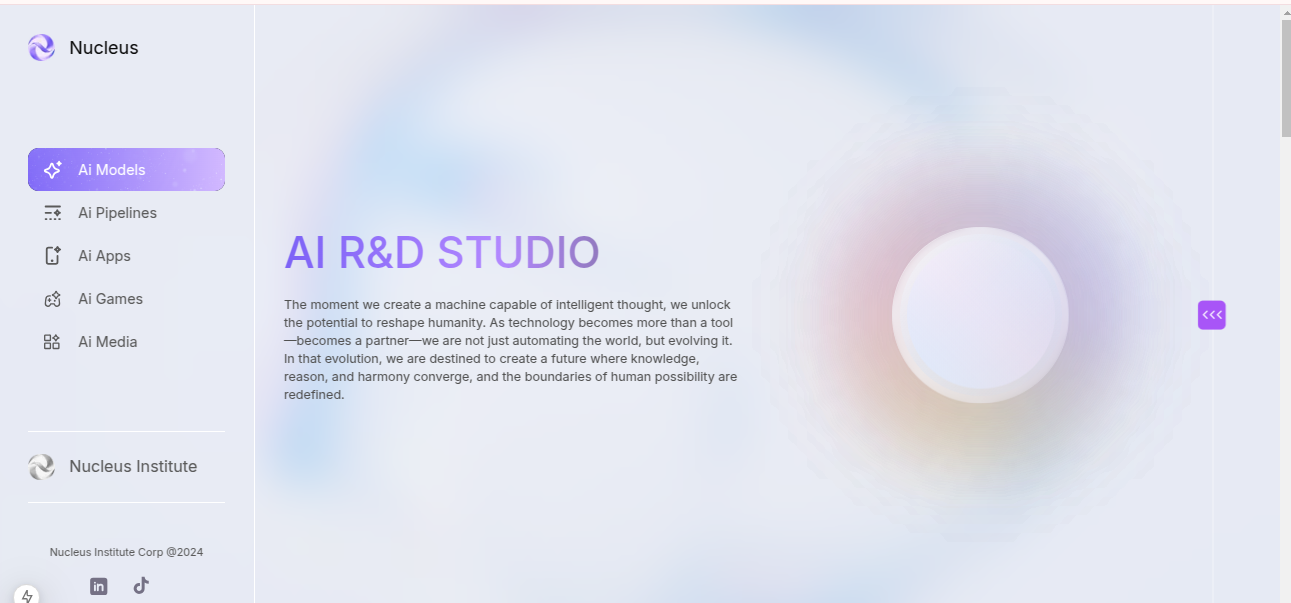 Nucleus
Ai Models
Ai Pipelines
Ai Apps
Ai Games
Ai Media
Nucleus Institute
Nucleus Institute Corp @2024
in
AI R&D STUDIO
The moment we create a machine capable of intelligent thought, we unlock
the potential to reshape humanity. As technology becomes more than a tool
—becomes a partner—we are not just automating the world, but evolving it.
In that evolution, we are destined to create a future where knowledge,
reason, and harmony converge, and the boundaries of human possibility are
redefined.